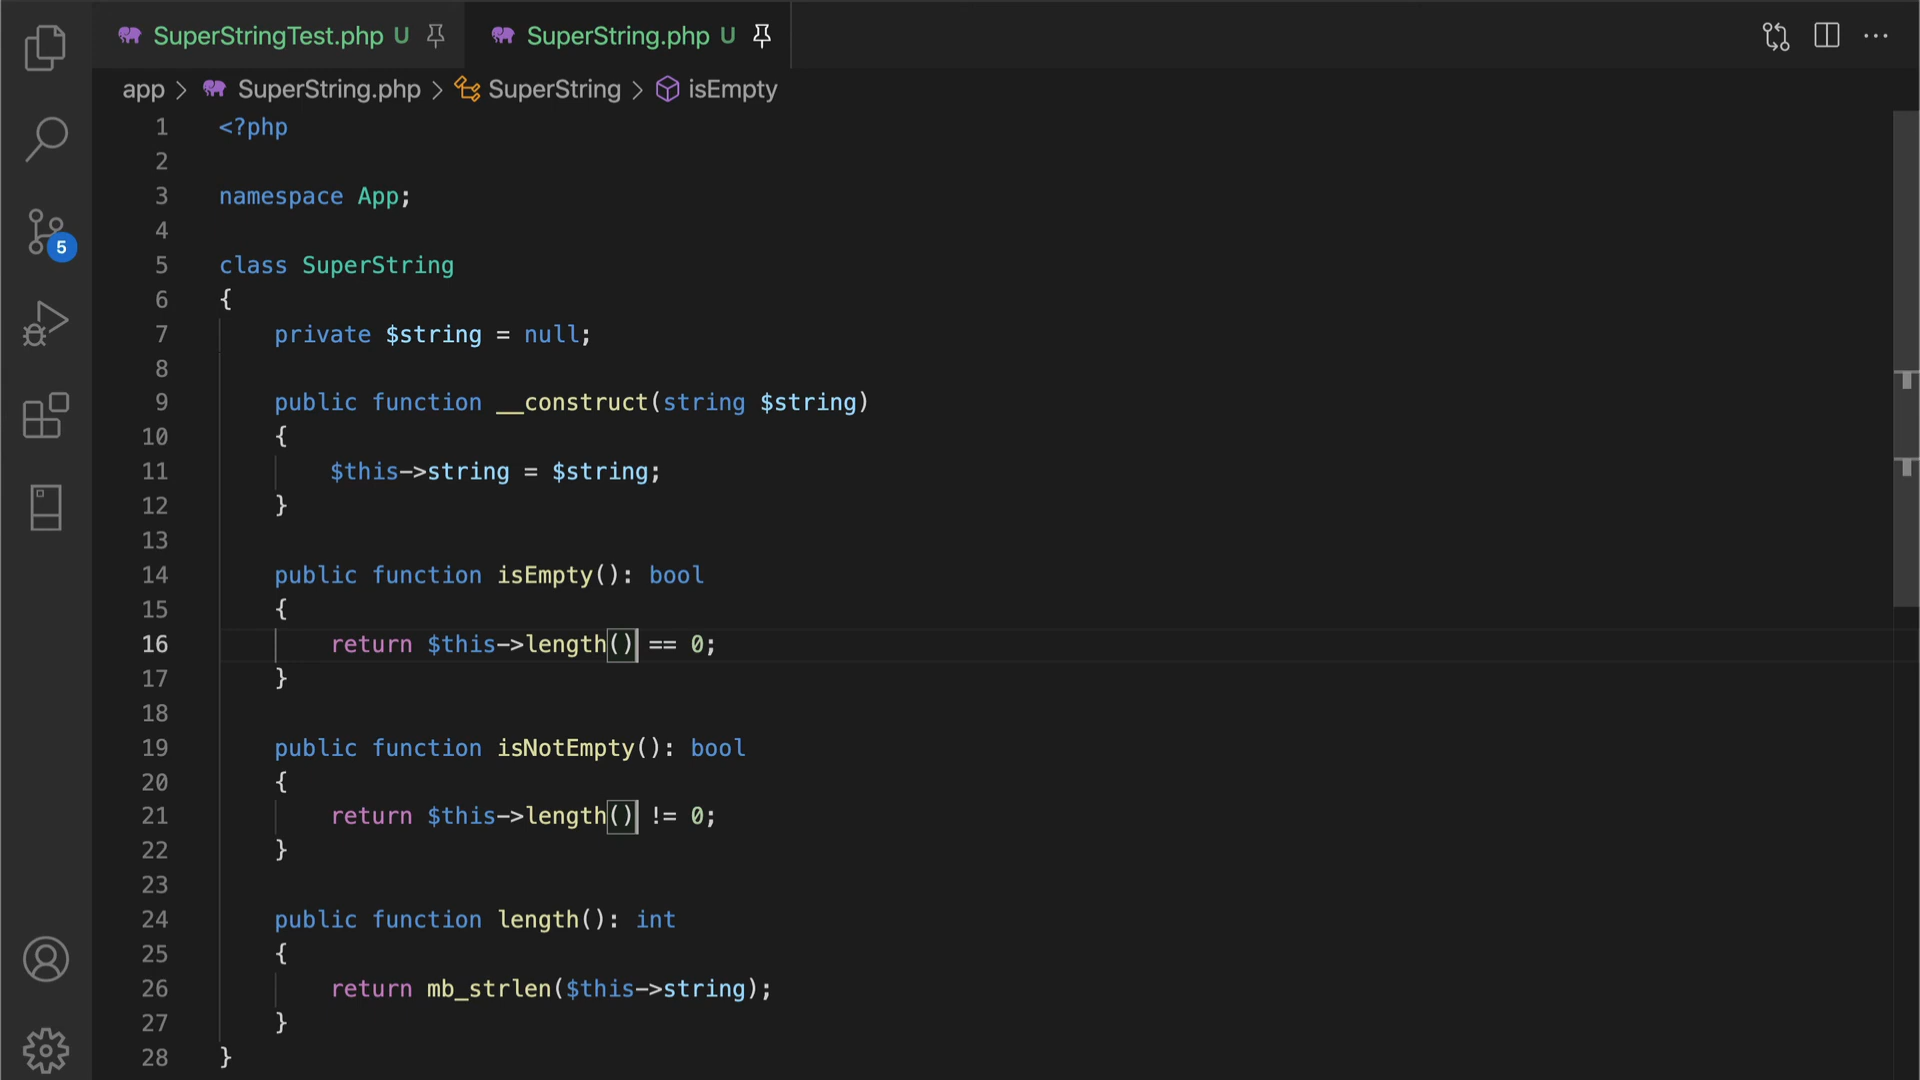 SuperStringTest.php U SuperString.php U
app > SuperString.php > SuperString > isEmpty
1 <?php
2
3 namespace App;
4
5 class SuperString
5
6 {
7 private $string = null;
8
9 public function __construct(string $string)
10 {
11 $this->string = $string;
12 }
13
14 public function isEmpty(): bool
15 {
16 return $this->length() == 0;
17 }
18
19 public function isNotEmpty(): bool
20 {
21 return $this->length() != 0;
22 }
23
24 public function length(): int
25 {
26 return mb_strlen($this->string);
27 }
28 }